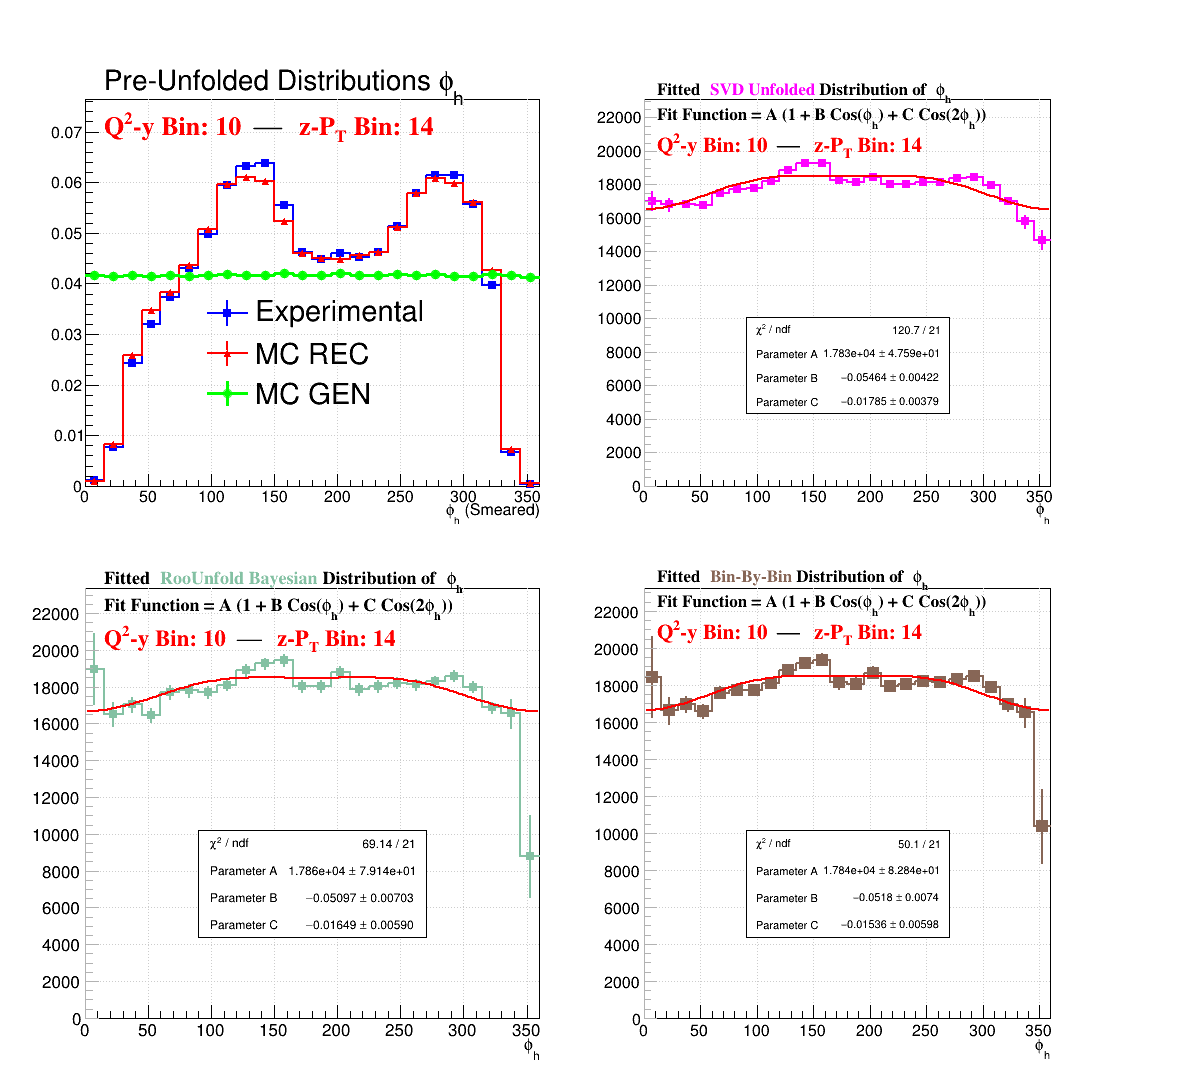 Pre-Unfolded Distributions ϕh
Q²-y Bin: 10 — z-PT Bin: 14
0.07
0.06
0.05
0.04
0.03
0.02
0.01
0
Experimental
MC REC
MC GEN
0 50 100 150 200 250 300 350
ϕh (Smeared)
Fitted SVD Unfolded Distribution of ϕh
Fit Function = A (1 + B Cos(ϕh) + C Cos(2ϕh))
Q²-y Bin: 10 — z-PT Bin: 14
22000
20000
18000
16000
14000
12000
10000
8000
6000
4000
2000
0
χ² / ndf 120.7 / 21
Parameter A 1.783e+04 ± 4.759e+01
Parameter B −0.05464 ± 0.00422
Parameter C −0.01785 ± 0.00379
0 50 100 150 200 250 300 350
ϕh
Fitted RooUnfold Bayesian Distribution of ϕh
Fit Function = A (1 + B Cos(ϕh) + C Cos(2ϕh))
Q²-y Bin: 10 — z-PT Bin: 14
22000
20000
18000
16000
14000
12000
10000
8000
6000
4000
2000
0
χ² / ndf 69.14 / 21
Parameter A 1.786e+04 ± 7.914e+01
Parameter B −0.05097 ± 0.00703
Parameter C −0.01649 ± 0.00590
0 50 100 150 200 250 300 350
ϕh
Fitted Bin-By-Bin Distribution of ϕh
Fit Function = A (1 + B Cos(ϕh) + C Cos(2ϕh))
Q²-y Bin: 10 — z-PT Bin: 14
22000
20000
18000
16000
14000
12000
10000
8000
6000
4000
2000
0
χ² / ndf 50.1 / 21
Parameter A 1.784e+04 ± 8.284e+01
Parameter B −0.0518 ± 0.0074
Parameter C −0.01536 ± 0.00598
0 50 100 150 200 250 300 350
ϕh